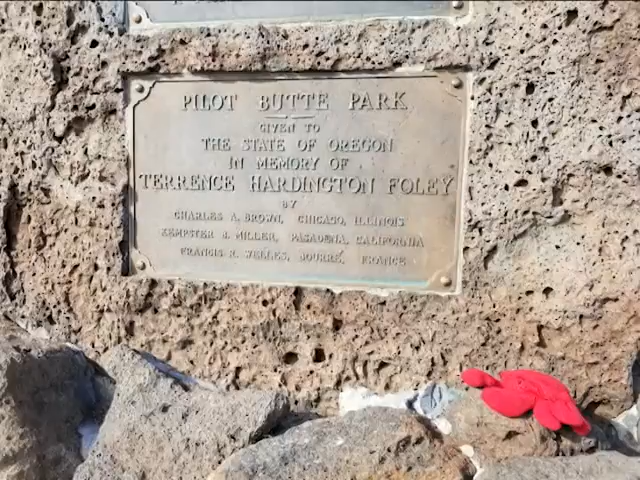 PILOT BUTTE PARK
GIVEN TO
THE STATE OF OREGON
IN MEMORY OF
TERRENCE HARDINGTON FOLEY
BY
CHARLES A. BROWN, CHICAGO, ILLINOIS
KEMPSTER B. MILLER, PASADENA, CALIFORNIA
FRANCIS R. WELLES, BOURRÉ, FRANCE